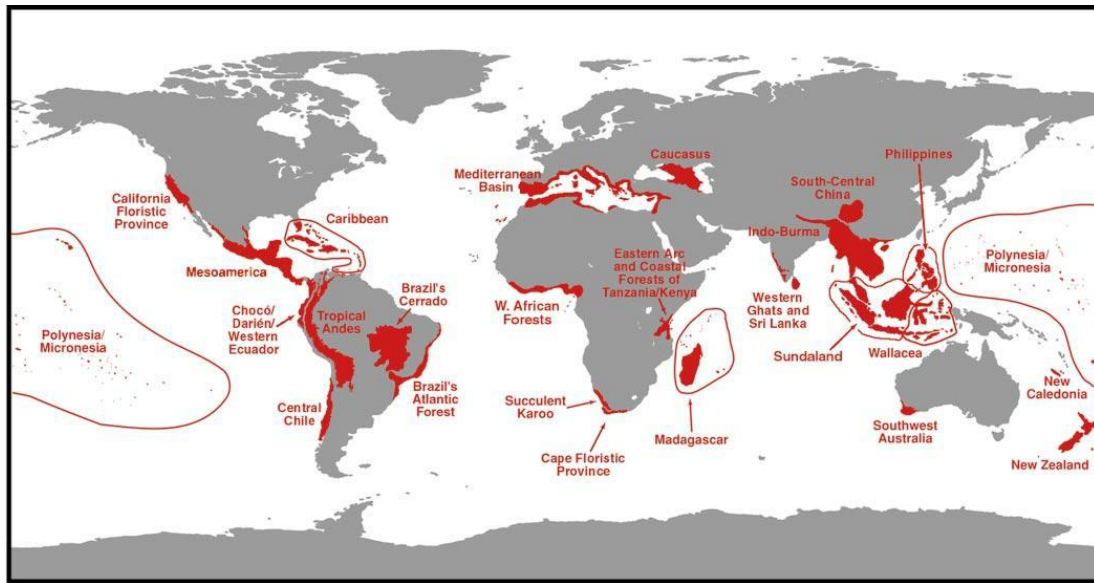 California
Floristic
Province
Caribbean
Mesoamerica
Polynesia/
Micronesia
Chocó/
Darién/
Western
Ecuador
Tropical
Andes
Brazil's
Cerrado
Central
Chile
Brazil's
Atlantic
Forest
Mediterranean
Basin
Caucasus
W. African
Forests
Eastern Arc
and Coastal
Forests of
Tanzania/Kenya
Succulent
Karoo
Cape Floristic
Province
Madagascar
Philippines
South-Central
China
Indo-Burma
Western
Ghats and
Sri Lanka
Sundaland
Wallacea
Polynesia/
Micronesia
New
Caledonia
Southwest
Australia
New Zealand